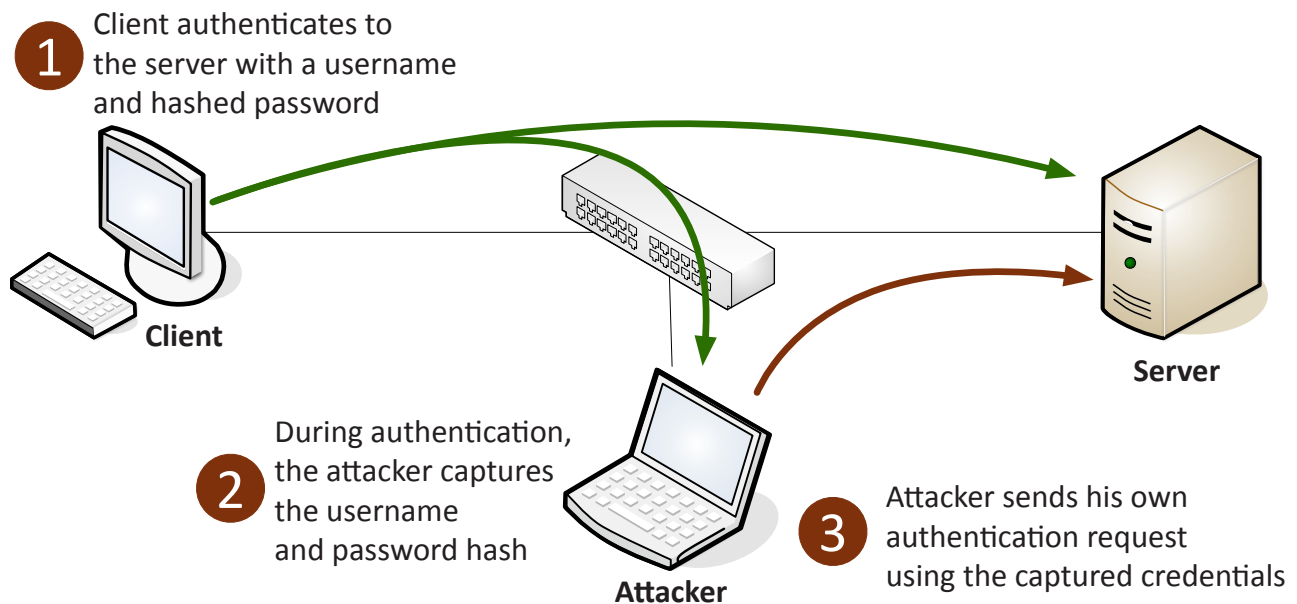 1
Client authenticates to
the server with a username
and hashed password
Client
Server
2
During authentication,
the attacker captures
the username
and password hash
Attacker
3
Attacker sends his own
authentication request
using the captured credentials